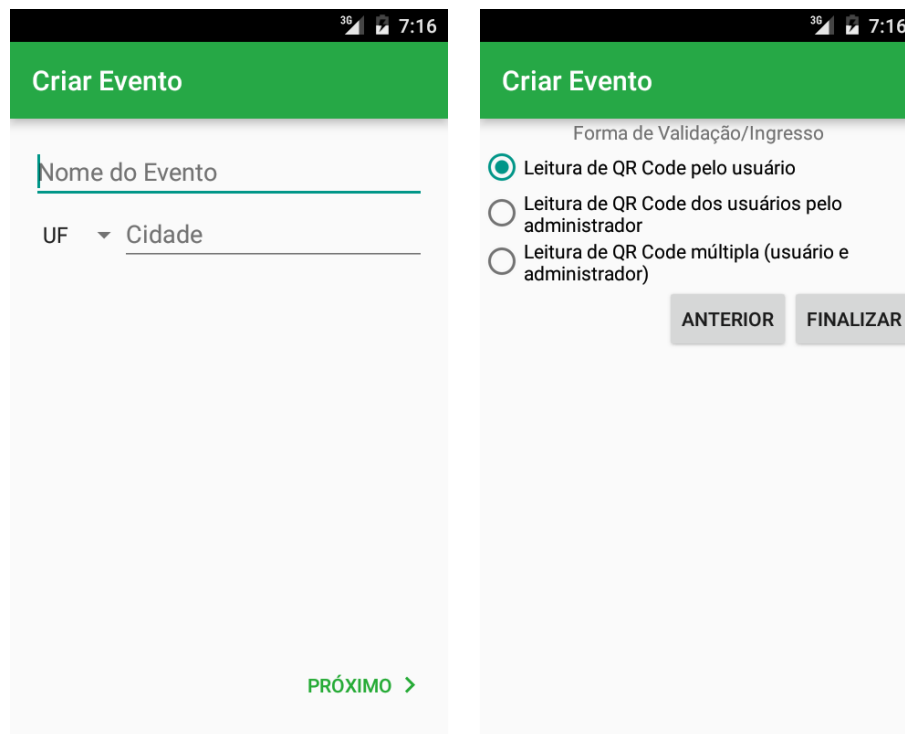 3G 7:16
Criar Evento
Nome do Evento
UF Cidade
PRÓXIMO
3G 7:16
Criar Evento
Forma de Validação/Ingresso
Leitura de QR Code pelo usuário
Leitura de QR Code dos usuários pelo
administrador
Leitura de QR Code múltipla (usuário e
administrador)
ANTERIOR FINALIZAR